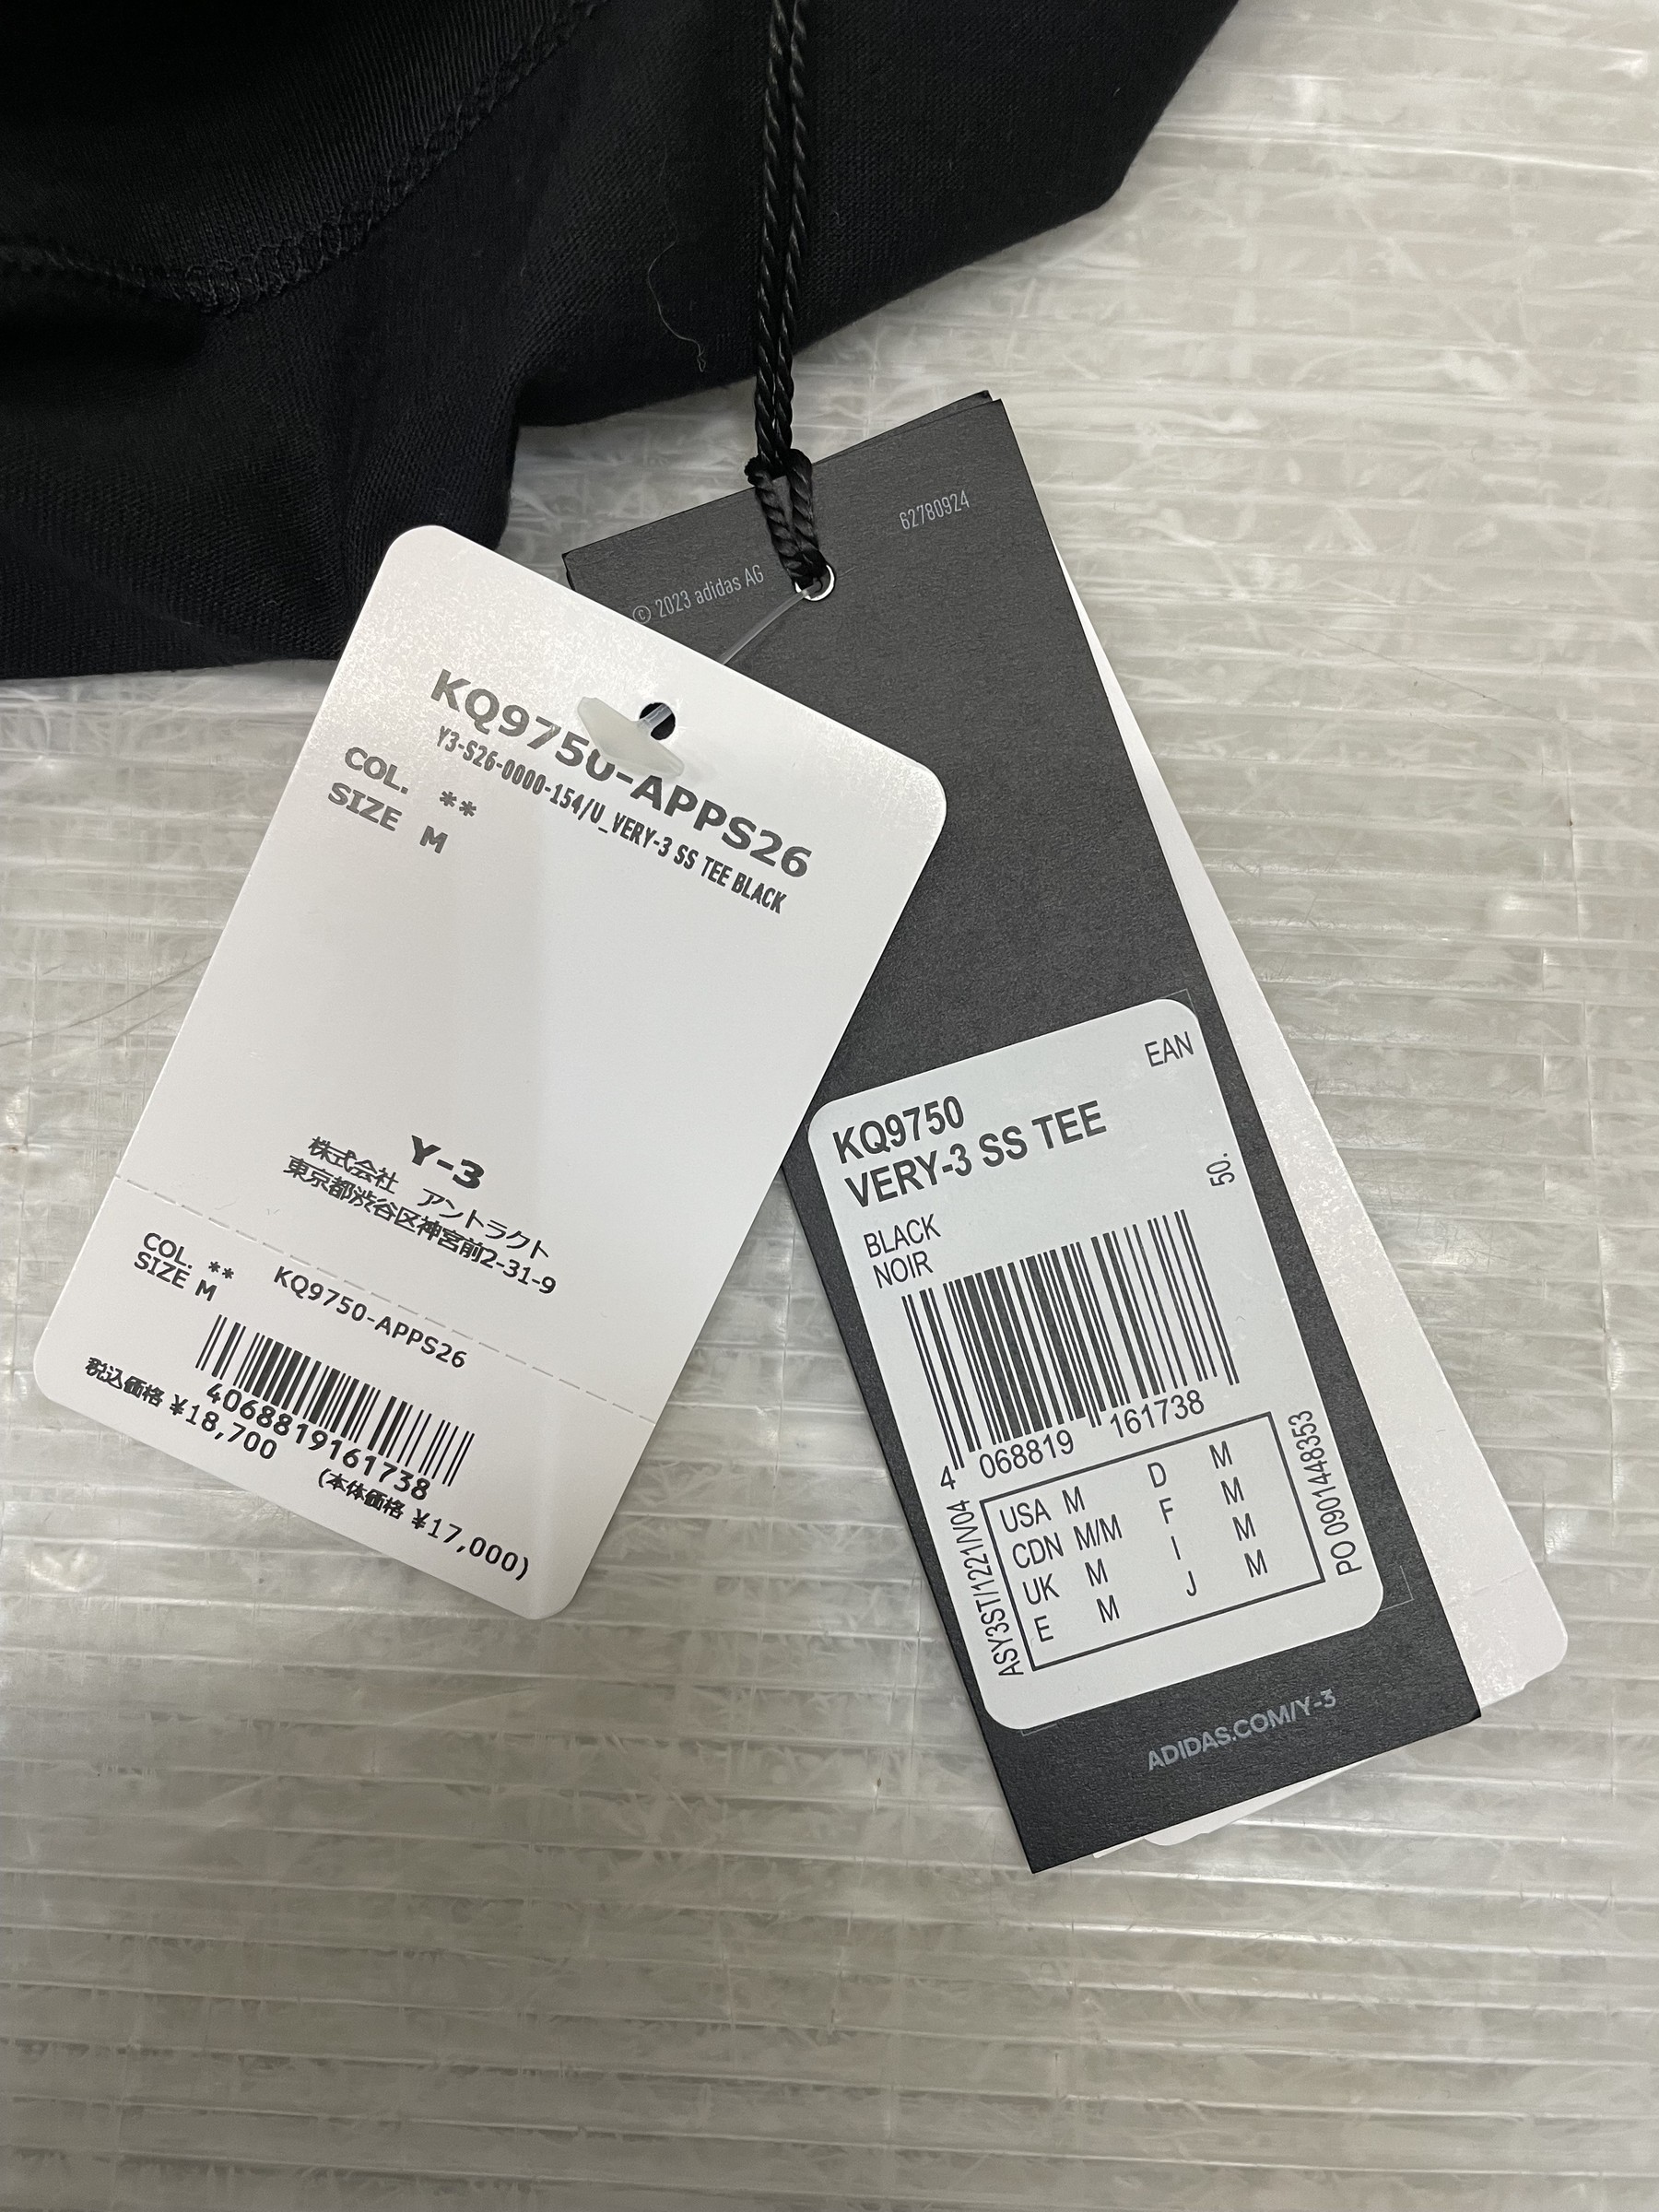 KQ9750-APPS26
Y3-S26-0000-154/U_VERY-3 SS TEE BLACK
COL. **
SIZE M
Y-3
株式会社 アントラクト
東京都渋谷区神宮前2-31-9
COL. ** KQ9750-APPS26
SIZE M
4068819161738
税込価格 ¥18,700
(本体価格 ¥17,000)
© 2023 adidas AG
62780924
EAN
KQ9750
VERY-3 SS TEE
50.
BLACK
NOIR
4 068819 161738
USA M D M
CDN M/M F M
UK M I M
E M J M
ASY3ST/1221/V04
PO 0901448353
ADIDAS.COM/Y-3